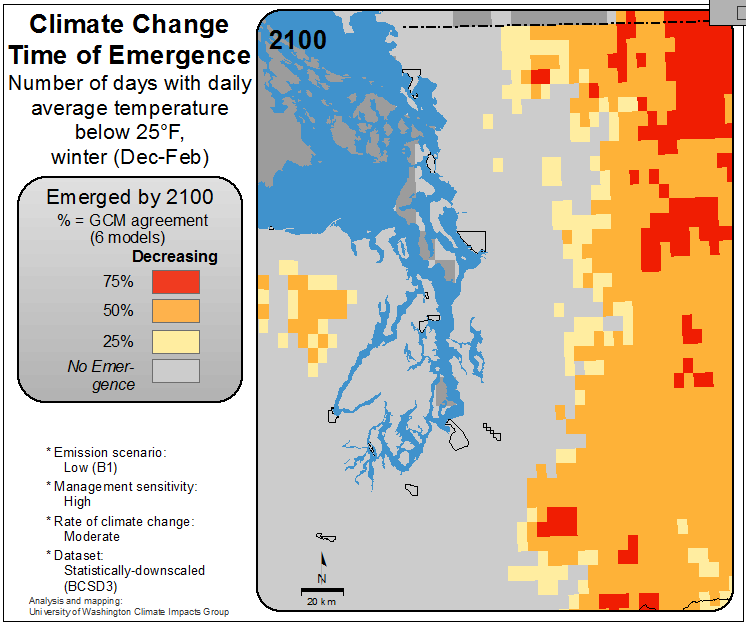 Climate Change
Time of Emergence
Number of days with daily
average temperature
below 25°F,
winter (Dec-Feb)
Emerged by 2100
% = GCM agreement
(6 models)
Decreasing
75%
50%
25%
No Emer-
gence
* Emission scenario:
Low (B1)
* Management sensitivity:
High
* Rate of climate change:
Moderate
* Dataset:
Statistically-downscaled
(BCSD3)
Analysis and mapping:
University of Washington Climate Impacts Group
2100
N
20 km